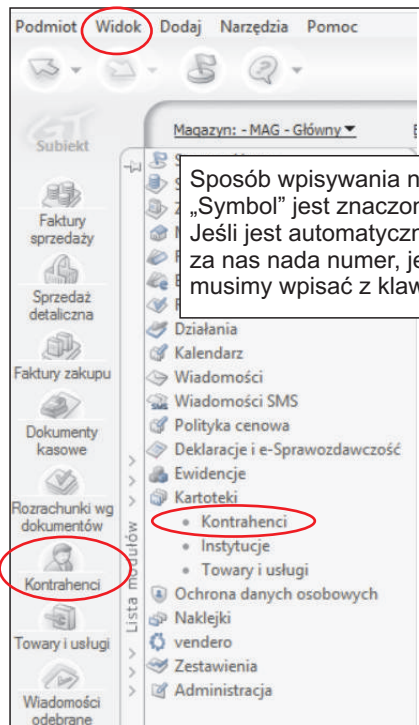 Podmiot Widok Dodaj Narzędzia Pomoc
GT
Subiekt
Magazyn: - MAG - Główny
Sposób wpisywania n
„Symbol” jest znaczon
Jeśli jest automatyczn
za nas nada numer, je
musimy wpisać z klaw
Faktury
sprzedaży
Sprzedaż
detaliczna
Faktury zakupu
Dokumenty
kasowe
Rozrachunki wg
dokumentów
Kontrahenci
Towary i usługi
Wiadomości
odebrane
Lista modułów
Działania
Kalendarz
Wiadomości
Wiadomości SMS
Polityka cenowa
Deklaracje i e-Sprawozdawczość
Ewidencje
Kartoteki
Kontrahenci
Instytucje
Towary i usługi
Ochrona danych osobowych
Naklejki
vendero
Zestawienia
Administracja